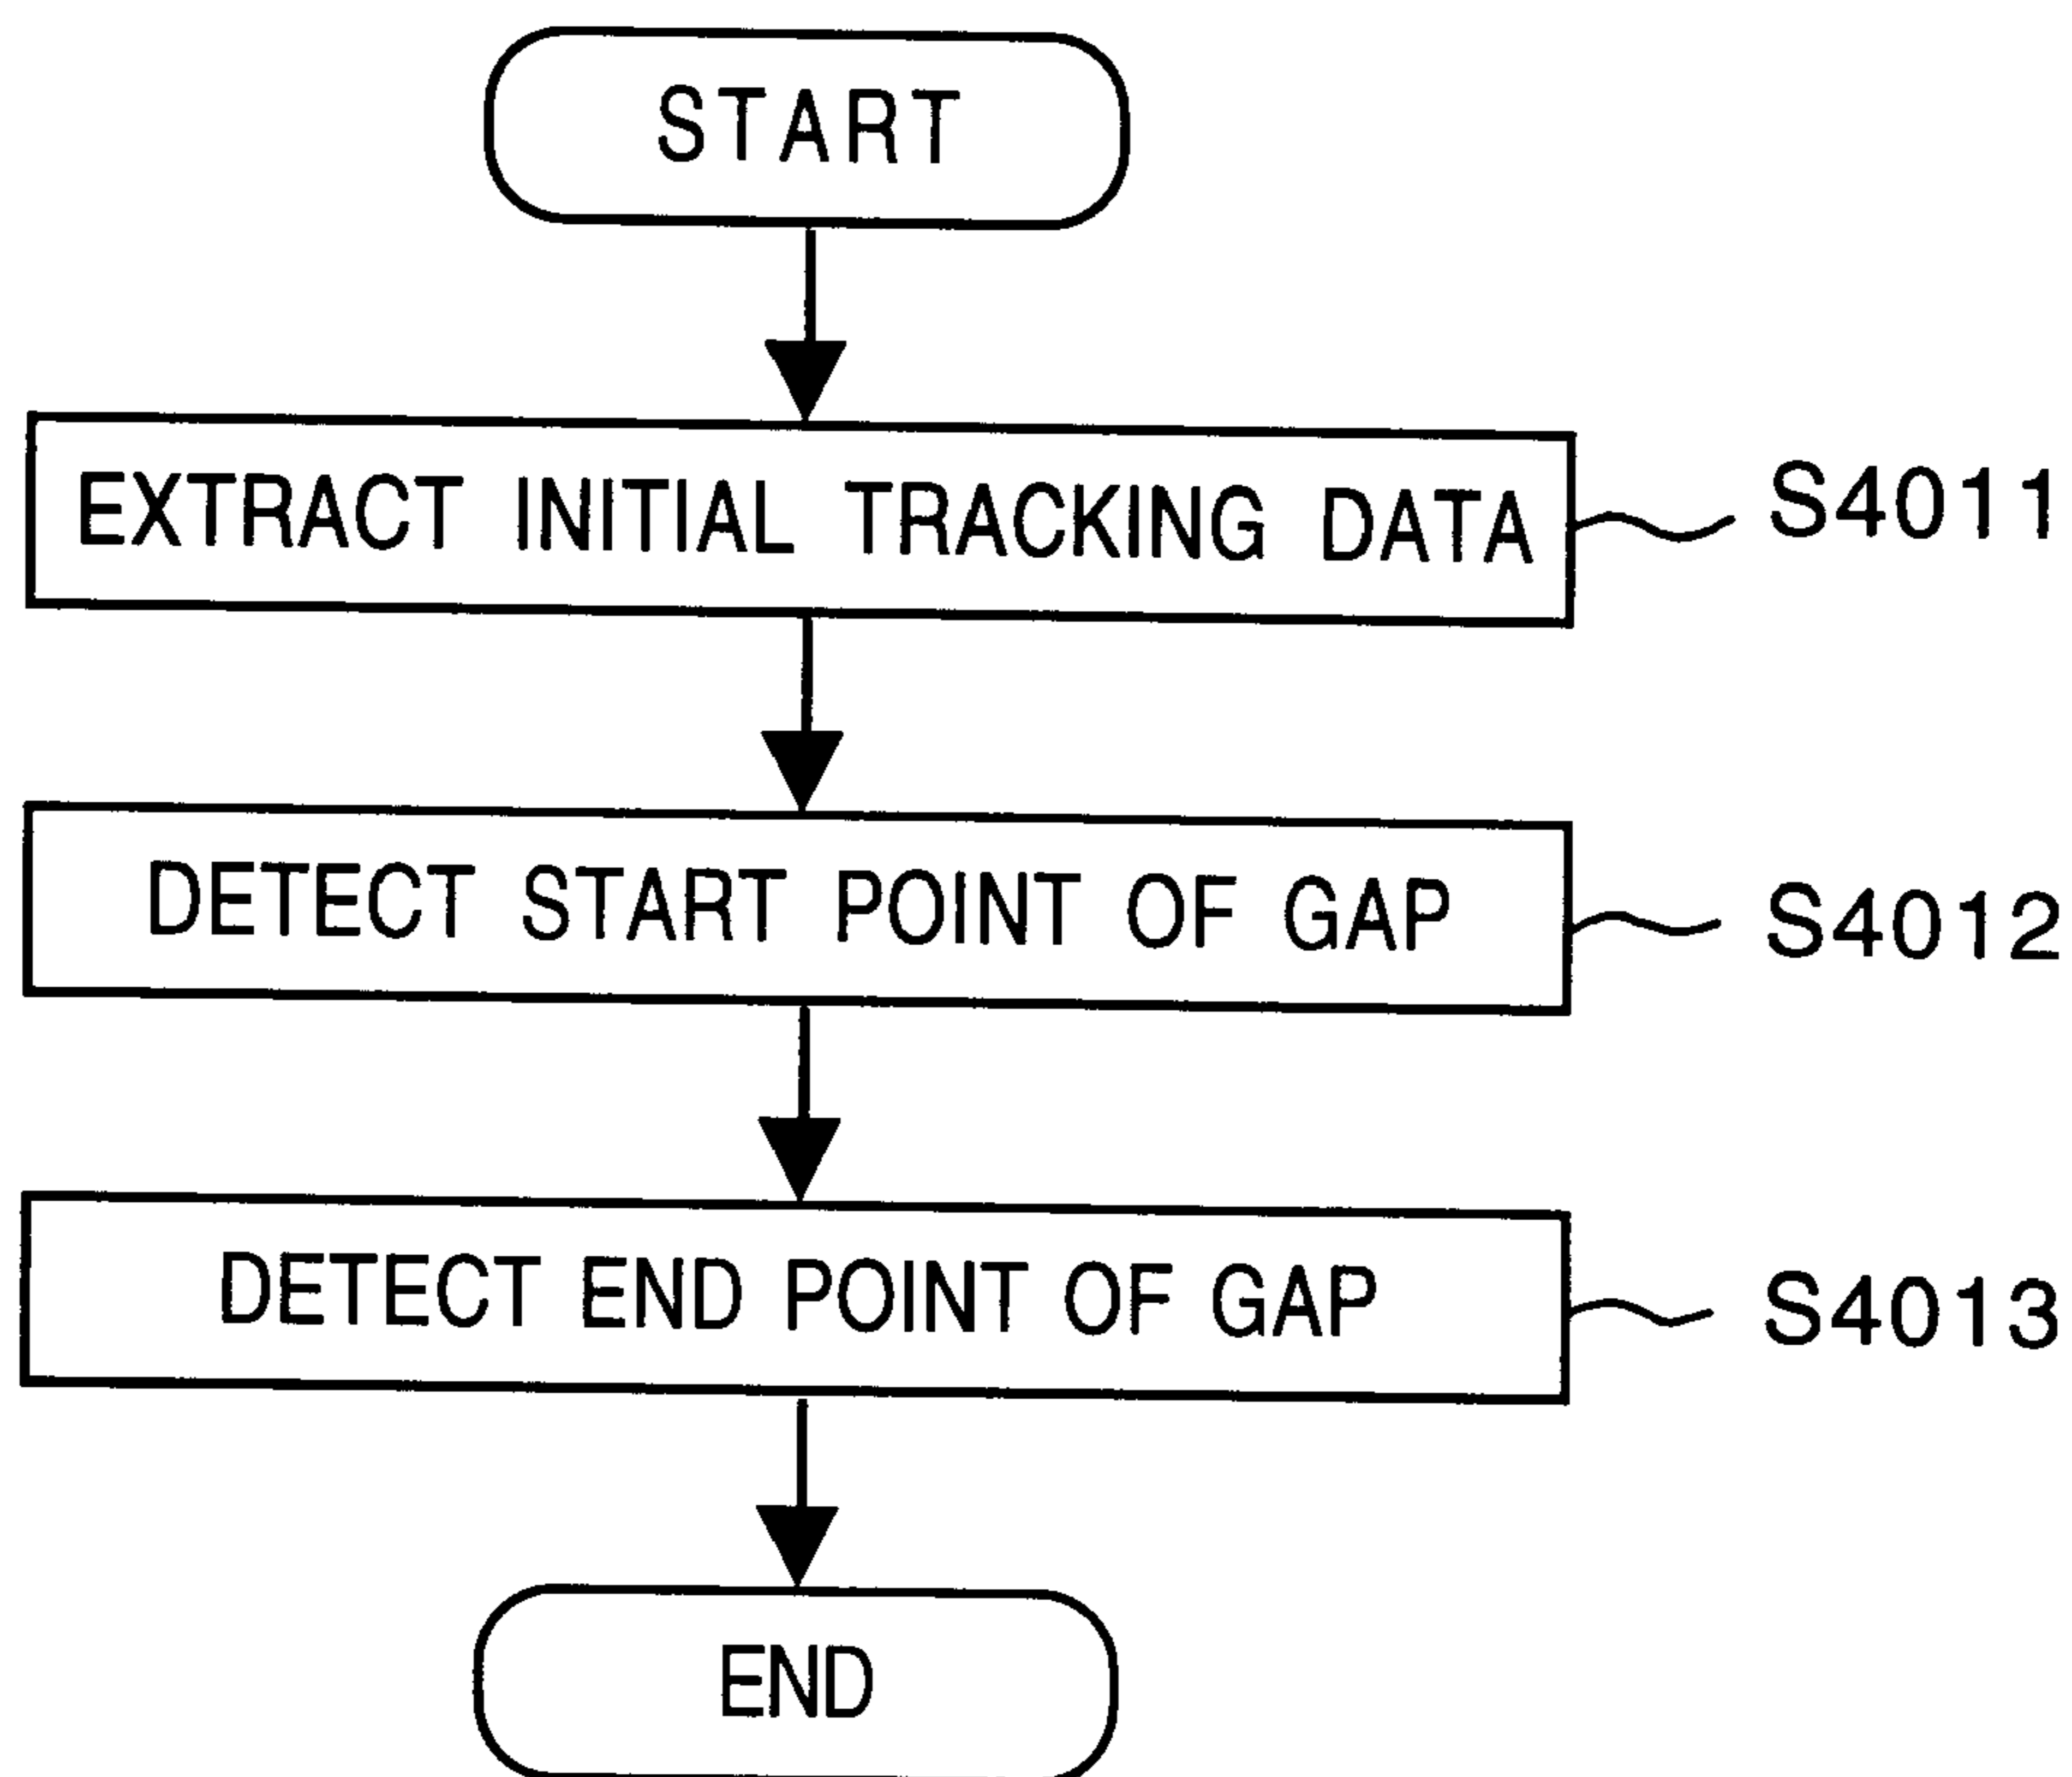 START
EXTRACT INITIAL TRACKING DATA
S4011
DETECT START POINT OF GAP
S4012
DETECT END POINT OF GAP
S4013
END